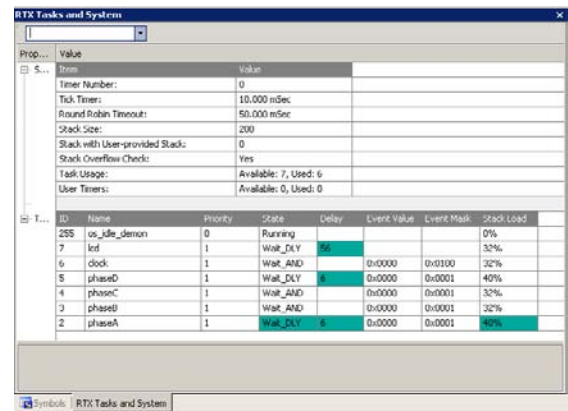 RTX Tasks and System
Prop... Value
S... Item Value
Timer Number: 0
Tick Timer: 10.000 mSec
Round Robin Timeout: 50.000 mSec
Stack Size: 200
Stack with User-provided Stack: 0
Stack Overflow Check: Yes
Task Usage: Available: 7, Used: 6
User Timers: Available: 0, Used: 0
T... ID Name Priority State Delay Event Value Event Mask Stack Load
255 os_idle_demon 0 Running 0%
7 lcd 1 Wait_DLY 56 32%
6 clock 1 Wait_AND 0x0000 0x0100 32%
5 phaseD 1 Wait_DLY 6 0x0000 0x0001 40%
4 phaseC 1 Wait_AND 0x0000 0x0001 32%
3 phaseB 1 Wait_AND 0x0000 0x0001 32%
2 phaseA 1 Wait_DLY 6 0x0000 0x0001 40%
Symbols RTX Tasks and System